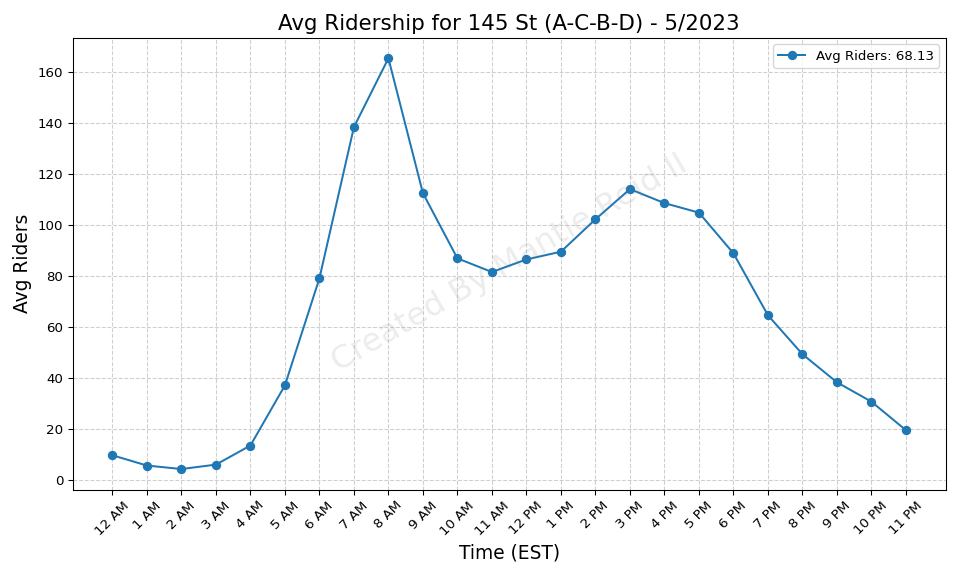 Avg Ridership for 145 St (A-C-B-D) - 5/2023
Avg Riders: 68.13
Avg Riders
160
140
120
100
80
60
40
20
0
Created By Mantie Reid II
12 AM
1 AM
2 AM
3 AM
4 AM
5 AM
6 AM
7 AM
8 AM
9 AM
10 AM
11 AM
12 PM
1 PM
2 PM
3 PM
4 PM
5 PM
6 PM
7 PM
8 PM
9 PM
10 PM
11 PM
Time (EST)